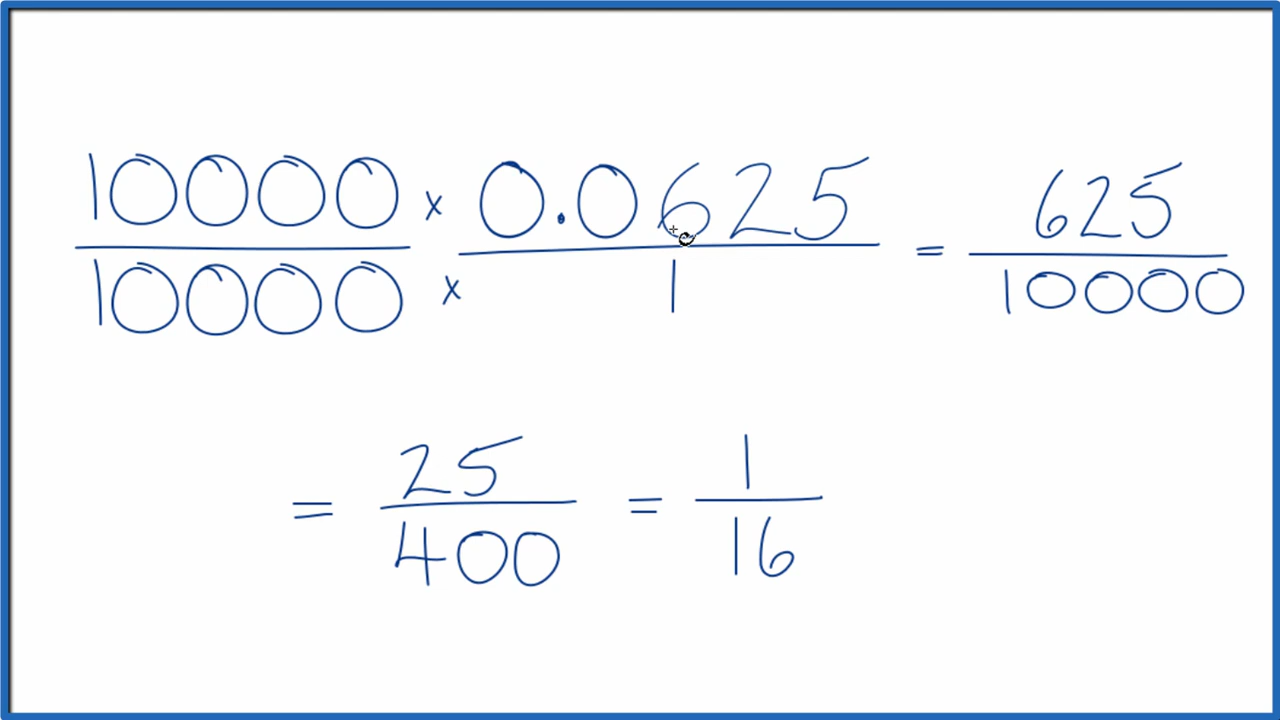 10000 × 0.0625 = 625
10000 × 1 10000
= 25 = 1
400 16